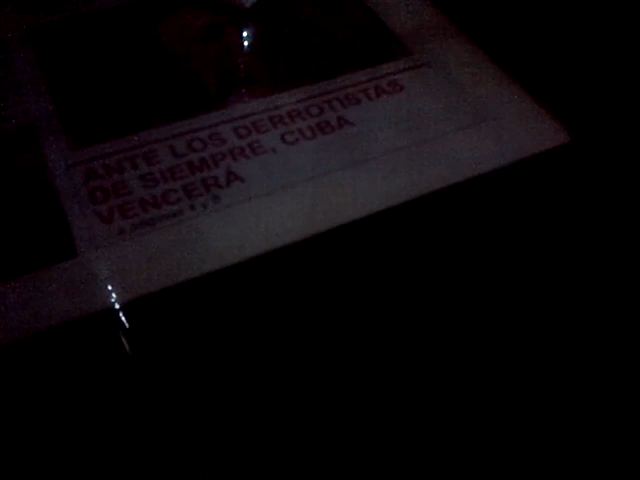 ANTE LOS DERROTISTAS
DE SIEMPRE, CUBA
VENCERÁ